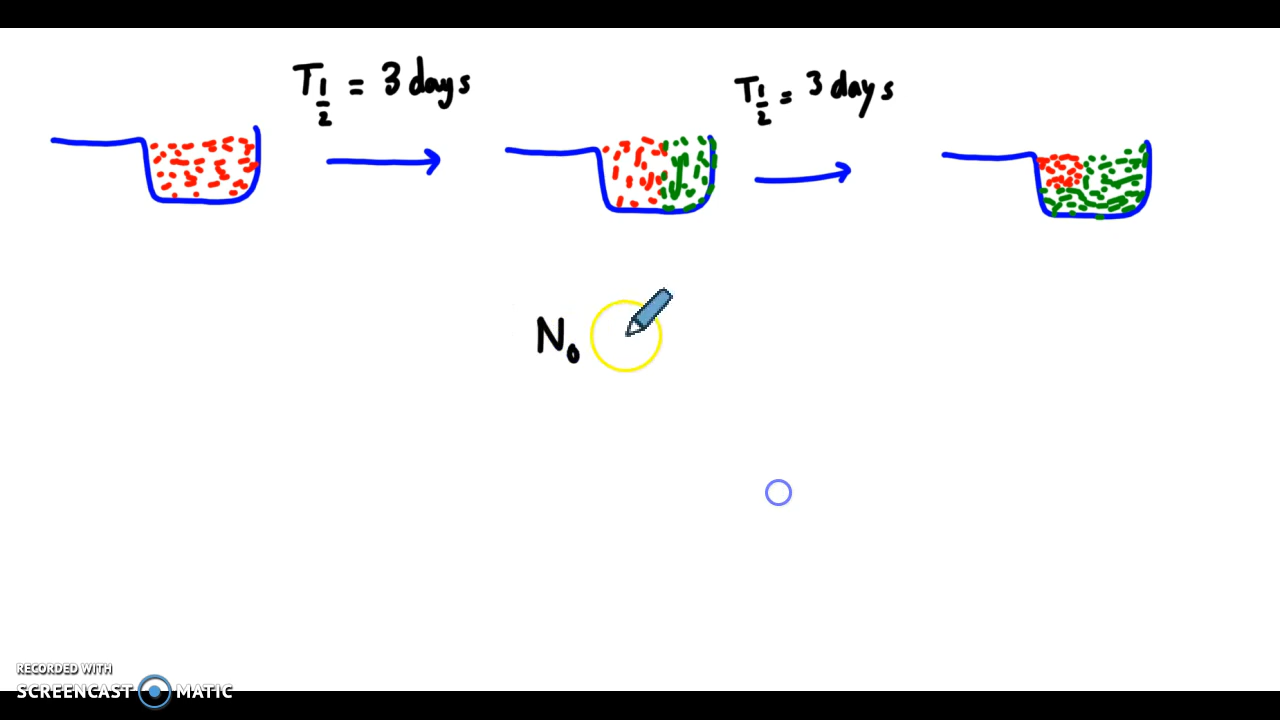 T1/2 = 3 days
T1/2 = 3 days
N₀
RECORDED WITH
SCREENCAST MATIC